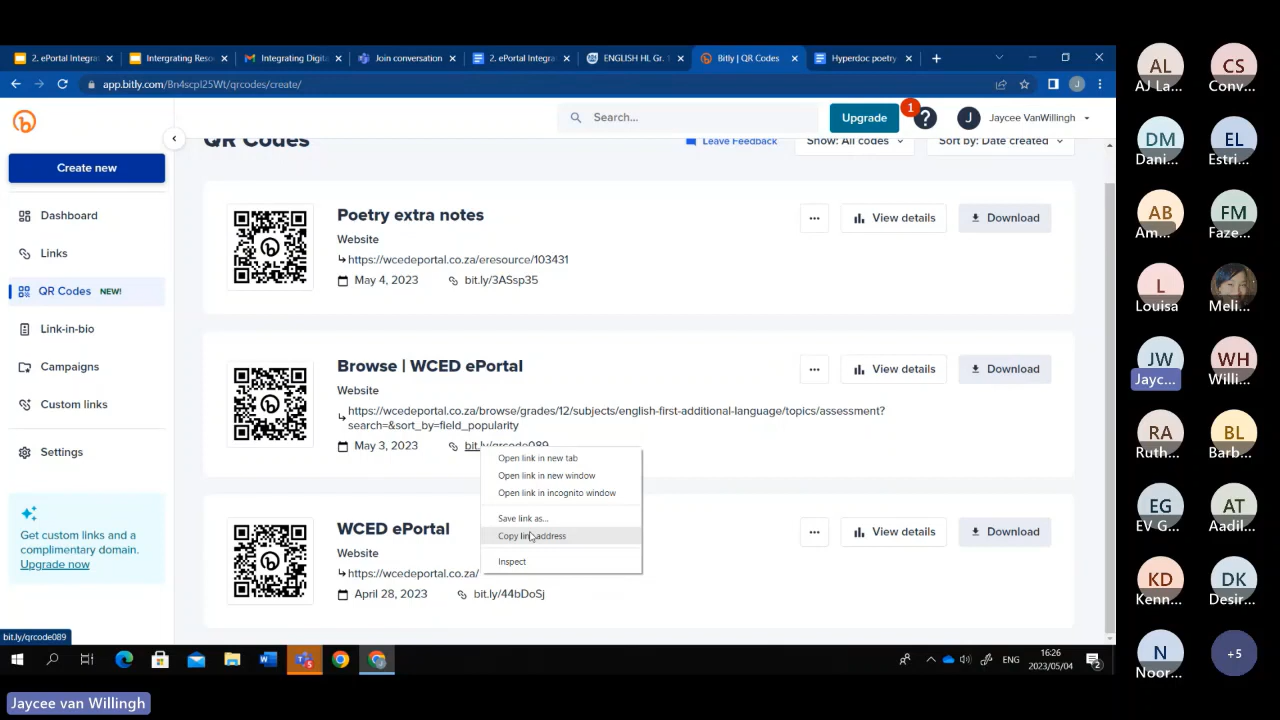 2. ePortal Integra
Intergrating Reso
Integrating Digit
Join conversation
2. ePortal Integra
ENGLISH HL Gr.
Bitly | QR Codes
Hyperdoc poetry
app.bitly.com/Bn4scpI25Wt/qrcodes/create/
J
Search...
Upgrade
1
?
J
Jaycee VanWillingh
Create new
Dashboard
Links
QR Codes NEW!
Link-in-bio
Campaigns
Custom links
Settings
Get custom links and a
complimentary domain.
Upgrade now
bit.ly/qrcode089
QR Codes
Leave Feedback
Show: All codes
Sort by: Date created
Poetry extra notes
Website
https://wcedeportal.co.za/eresource/103431
May 4, 2023
bit.ly/3ASsp35
...
View details
Download
Browse | WCED ePortal
Website
https://wcedeportal.co.za/browse/grades/12/subjects/english-first-additional-language/topics/assessment?
search=&sort_by=field_popularity
May 3, 2023
bit.ly/qrcode089
...
View details
Download
Open link in new tab
Open link in new window
Open link in incognito window
Save link as...
Copy link address
Inspect
WCED ePortal
Website
https://wcedeportal.co.za/
April 28, 2023
bit.ly/44bDoSj
...
View details
Download
ENG
16:26
2023/05/04
2
Jaycee van Willingh
AL
AJ La...
CS
Conv...
DM
Dani...
EL
Estri...
AB
Am...
FM
Faze...
L
Louisa
Meli...
JW
Jayc...
WH
Willi...
RA
Ruth...
BL
Barb...
EG
EV G...
AT
Aadil...
KD
Kenn...
DK
Desir...
N
Noor...
+5